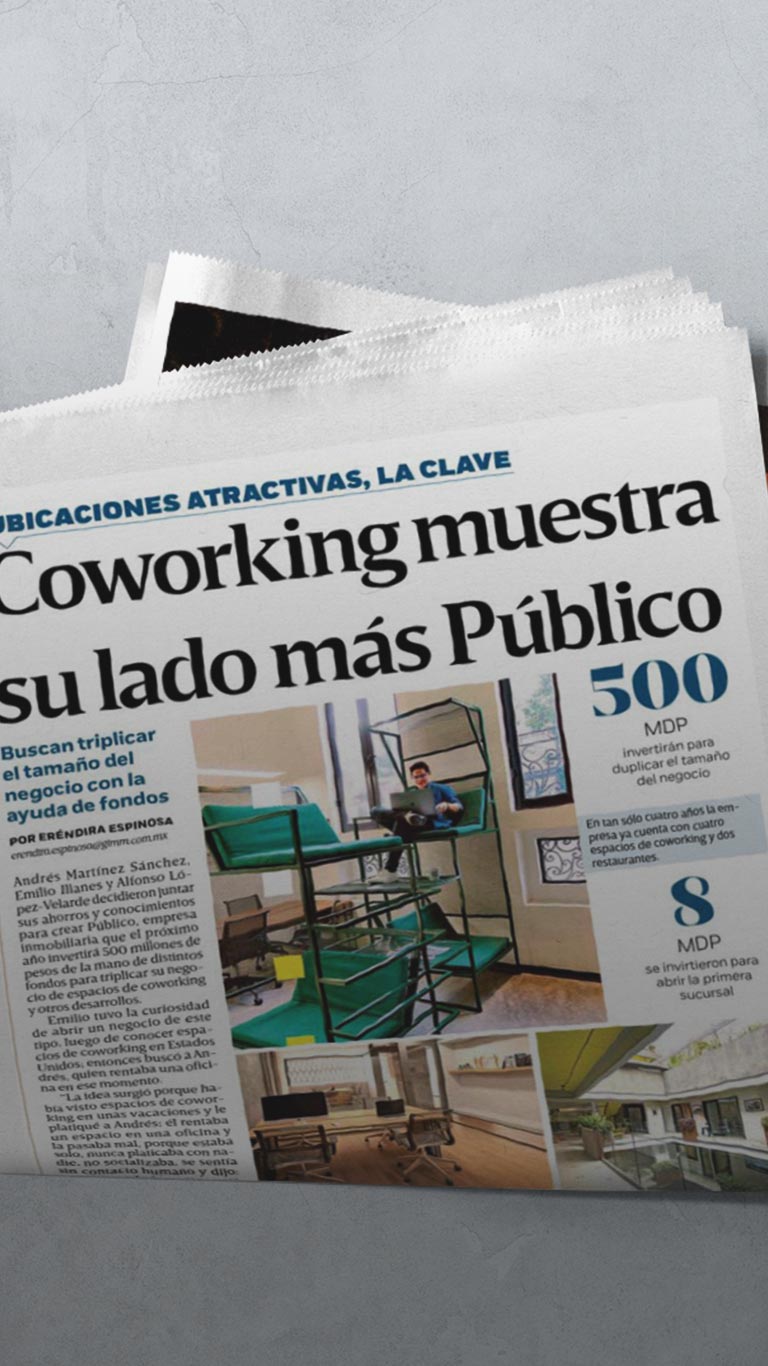 UBICACIONES ATRACTIVAS, LA CLAVE
Coworking muestra
su lado más Público
Buscan triplicar
el tamaño del
negocio con la
ayuda de fondos
POR ERÉNDIRA ESPINOSA
erendira.espinosa@gimm.com.mx
Andrés Martínez Sánchez,
Emilio Illanes y Alfonso Ló-
pez-Velarde decidieron juntar
sus ahorros y conocimientos
para crear Público, empresa
inmobiliaria que el próximo
año invertirá 500 millones de
pesos de la mano de distintos
fondos para triplicar su nego-
cio de espacios de coworking
y otros desarrollos.
Emilio tuvo la curiosidad
de abrir un negocio de este
tipo, luego de conocer espa-
cios de coworking en Estados
Unidos, entonces buscó a An-
drés, quien rentaba una ofici-
na en ese momento.
“La idea surgió porque ha-
bía visto espacios de cowor-
king en unas vacaciones y le
platiqué a Andrés; él rentaba
un espacio en una oficina y
la pasaba mal, porque estaba
solo, nunca platicaba con na-
die, no socializaba, se sentía
sin contacto humano y dijo:
500
MDP
invertirán para
duplicar el tamaño
del negocio
En tan sólo cuatro años la em-
presa ya cuenta con cuatro
espacios de coworking y dos
restaurantes.
8
MDP
se invirtieron para
abrir la primera
sucursal